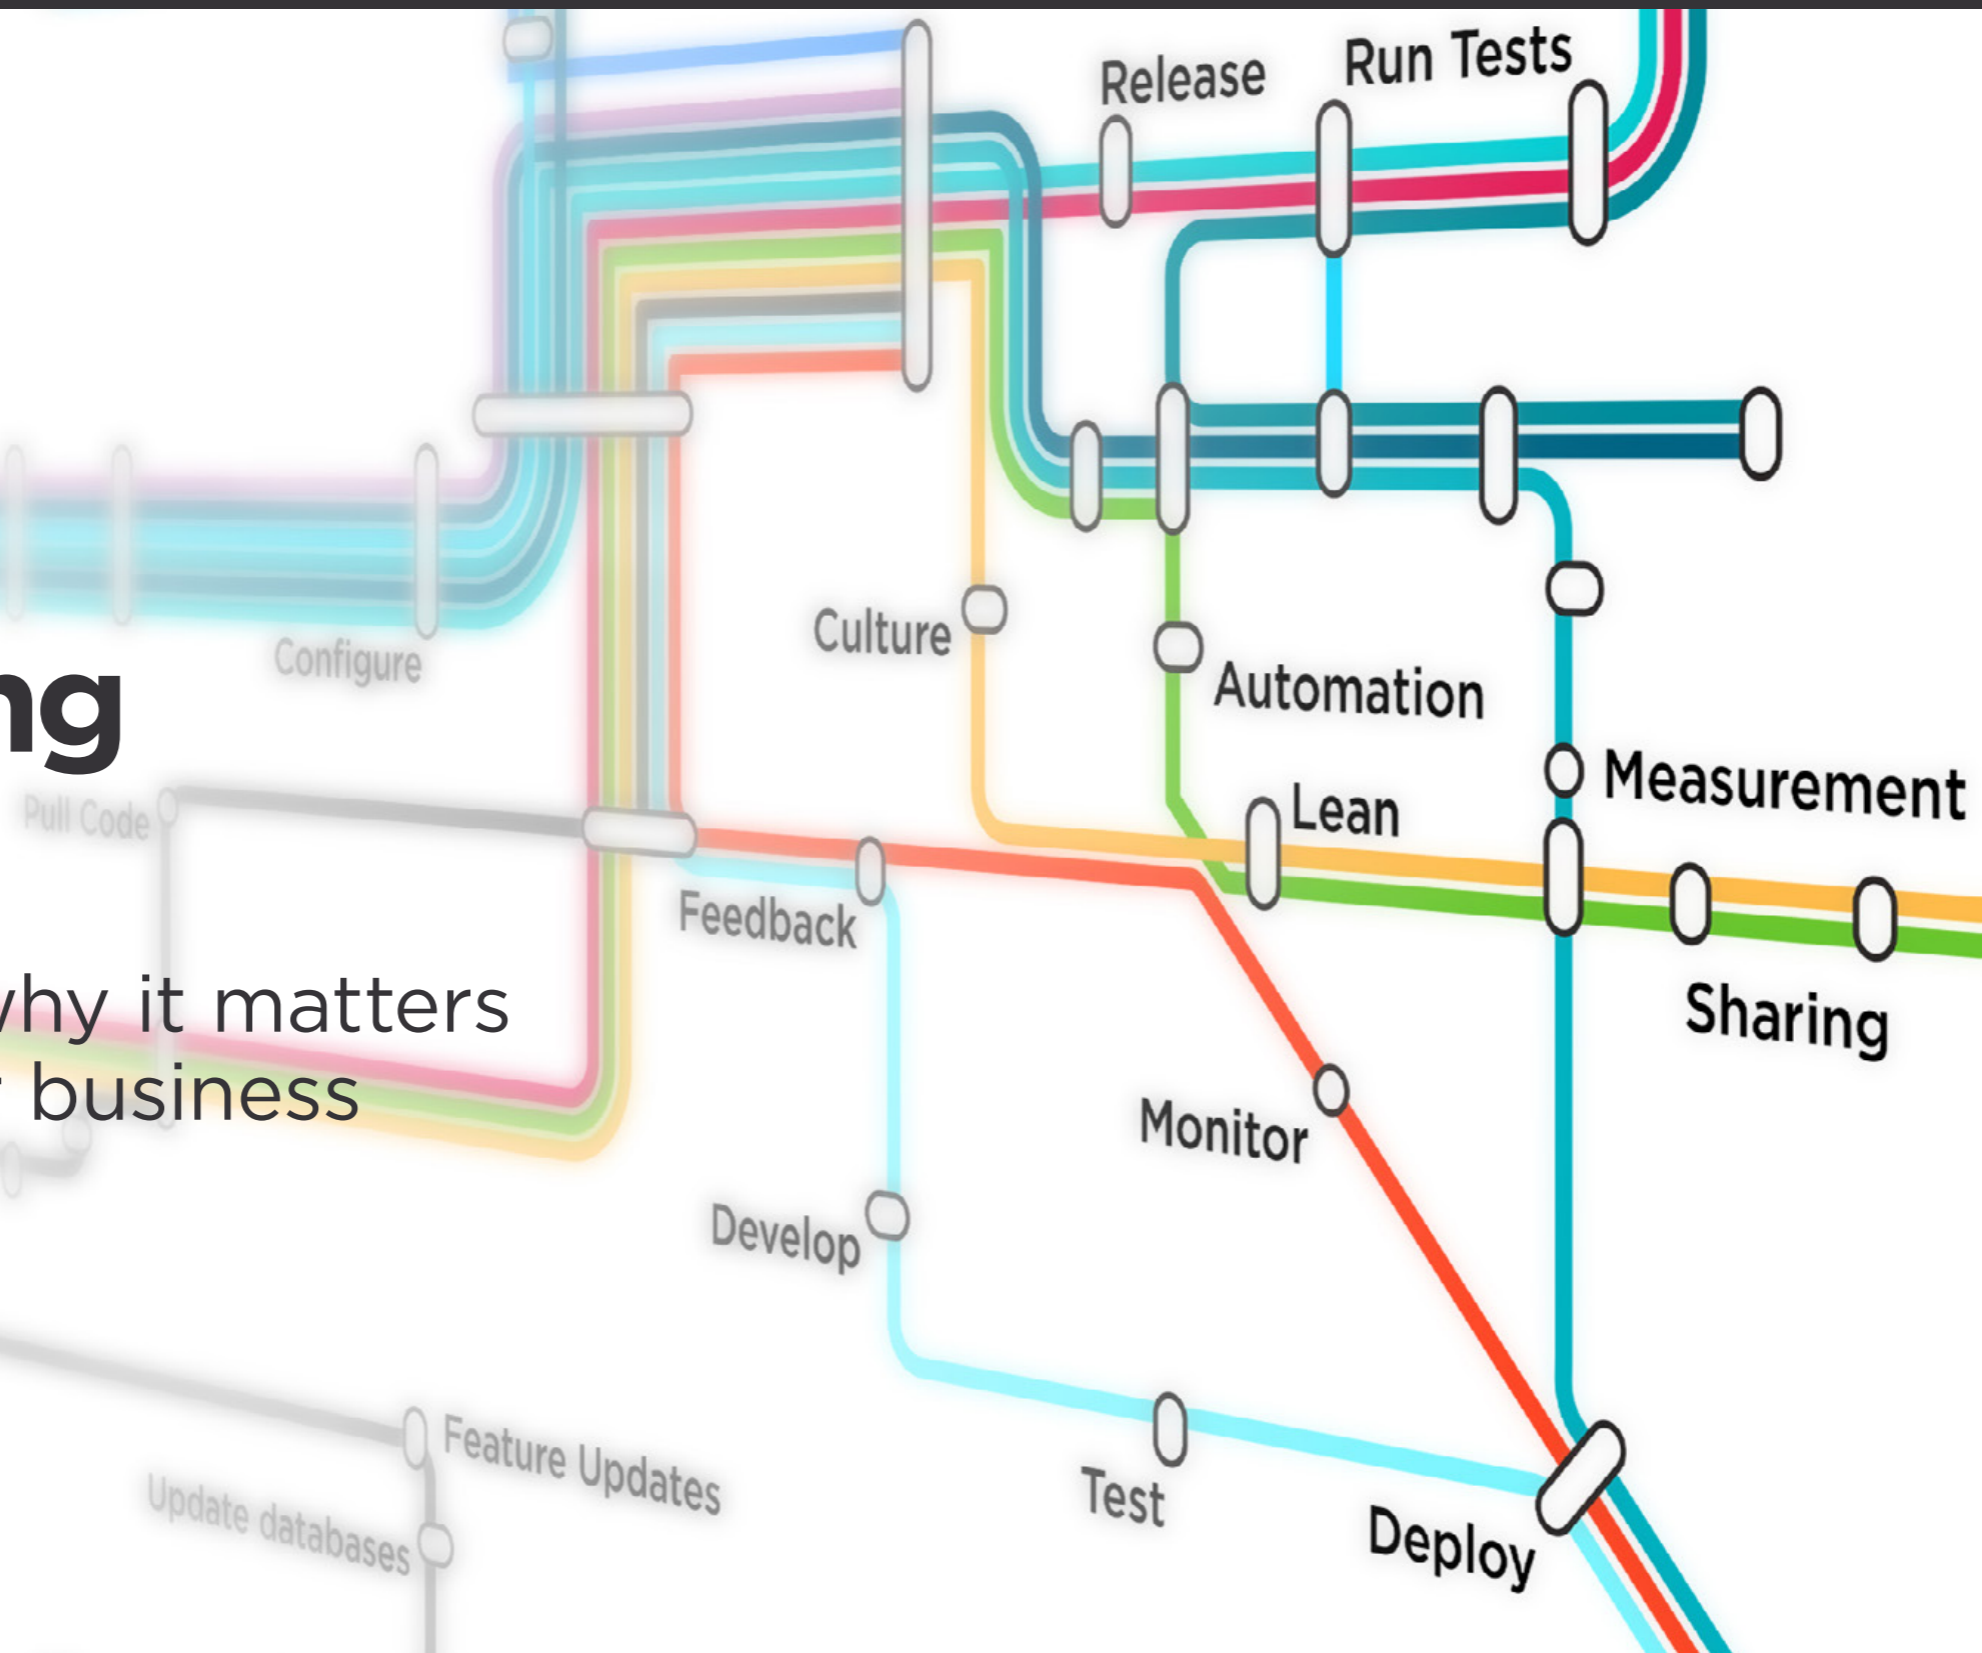 Release
Run Tests
Culture
Configure
Automation
ng
Measurement
Pull Code
Lean
Feedback
why it matters
Sharing
business
Monitor
Develop
Feature Updates
Update databases
Test
Deploy